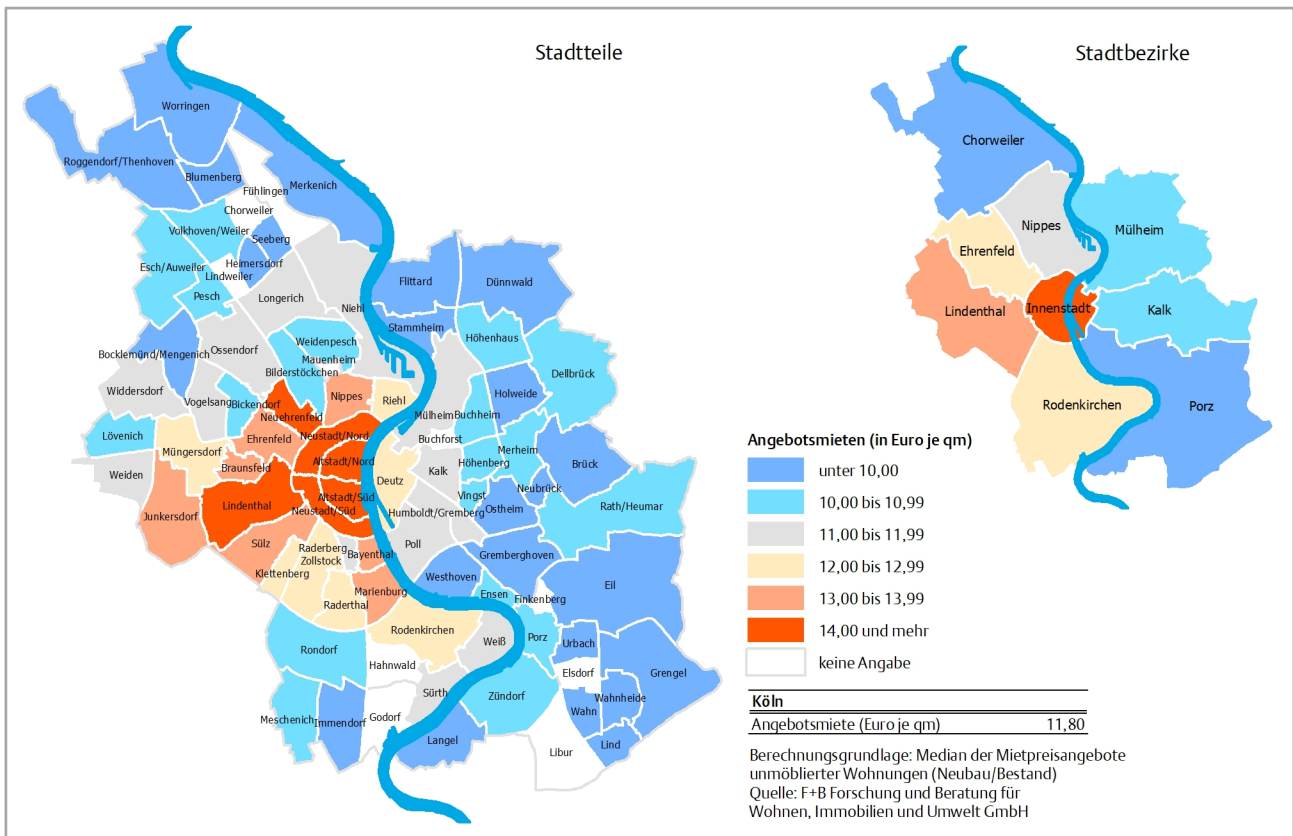 Stadtteile
Worringen
Roggendorf/Thenhoven
Blumenberg
Fühlingen
Merkenich
Chorweiler
Volkhoven/Weiler
Seeberg
Heimersdorf
Esch/Auweiler
Lindweiler
Pesch
Longerich
Niehl
Flittard
Dünnwald
Stammheim
Höhenhaus
Weidenpesch
Ossendorf
Mauenheim
Bocklemünd/Mengenich
Bilderstöckchen
Dellbrück
Widdersdorf
Vogelsang
Bickendorf
Nippes
Riehl
Holweide
Neuehrenfeld
Mülheim
Buchheim
Lövenich
Ehrenfeld
Neustadt/Nord
Buchforst
Müngersdorf
Merheim
Altstadt/Nord
Höhenberg
Brück
Weiden
Braunsfeld
Kalk
Deutz
Neubrück
Vingst
Altstadt/Süd
Lindenthal
Rath/Heumar
Neustadt/Süd
Humboldt/Gremberg
Ostheim
Junkersdorf
Sülz
Raderberg
Zollstock
Bayenthal
Poll
Gremberghoven
Klettenberg
Westhoven
Eil
Marienburg
Ensen
Finkenberg
Raderthal
Rodenkirchen
Weiß
Porz
Urbach
Rondorf
Hahnwald
Elsdorf
Grengel
Sürth
Zündorf
Wahnheide
Meschenich
Immendorf
Godorf
Wahn
Langel
Libur
Lind
Stadtbezirke
Chorweiler
Nippes
Mülheim
Ehrenfeld
Lindenthal
Innenstadt
Kalk
Rodenkirchen
Porz
Angebotsmieten (in Euro je qm)
unter 10,00
10,00 bis 10,99
11,00 bis 11,99
12,00 bis 12,99
13,00 bis 13,99
14,00 und mehr
keine Angabe
Köln
Angebotsmiete (Euro je qm) 11,80
Berechnungsgrundlage: Median der Mietpreisangebote
unmöblierter Wohnungen (Neubau/Bestand)
Quelle: F+B Forschung und Beratung für
Wohnen, Immobilien und Umwelt GmbH